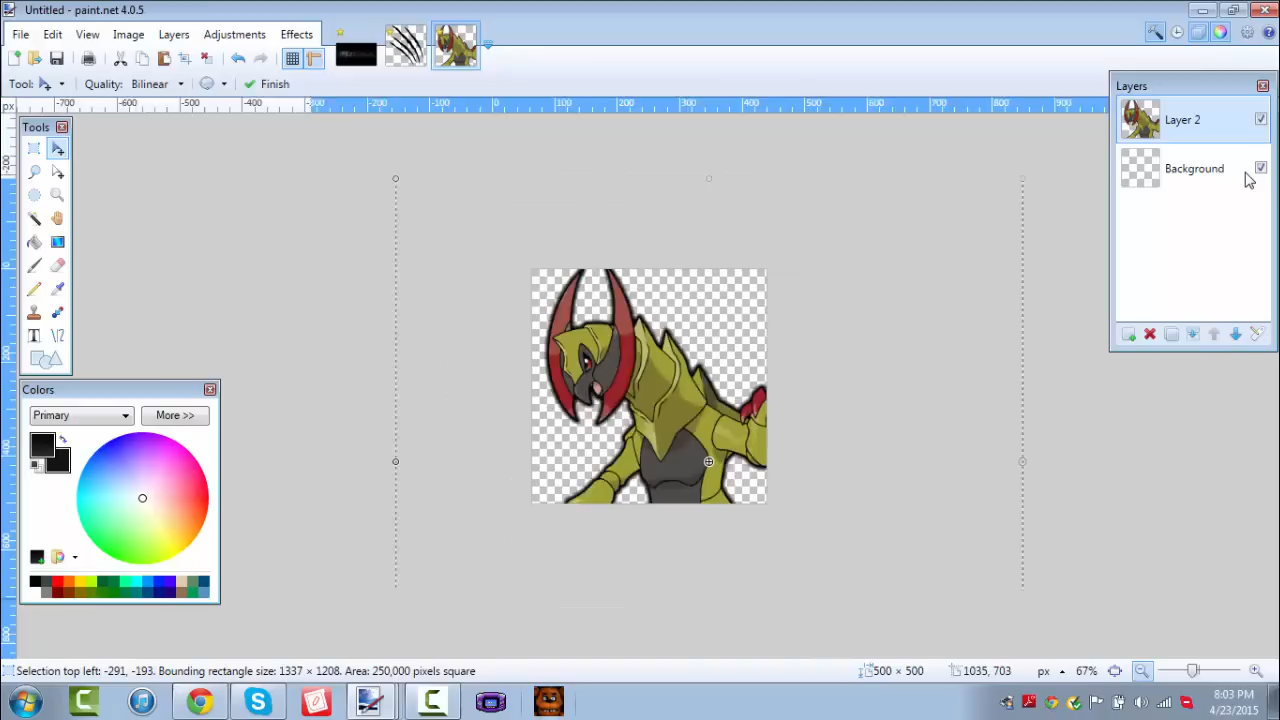 Untitled - paint.net 4.0.5
File Edit View Image Layers Adjustments Effects
Tool: Quality: Bilinear Finish
px -700 -600 -500 -400 -300 -200 -100 0 100 200 300 400 500 600 700 800 900
Tools
Layers
Layer 2
Background
Colors
Primary More >>
Selection top left: -291, -193. Bounding rectangle size: 1337 × 1208. Area: 250,000 pixels square 500 × 500 1035, 703 px 67%
8:03 PM
4/23/2015